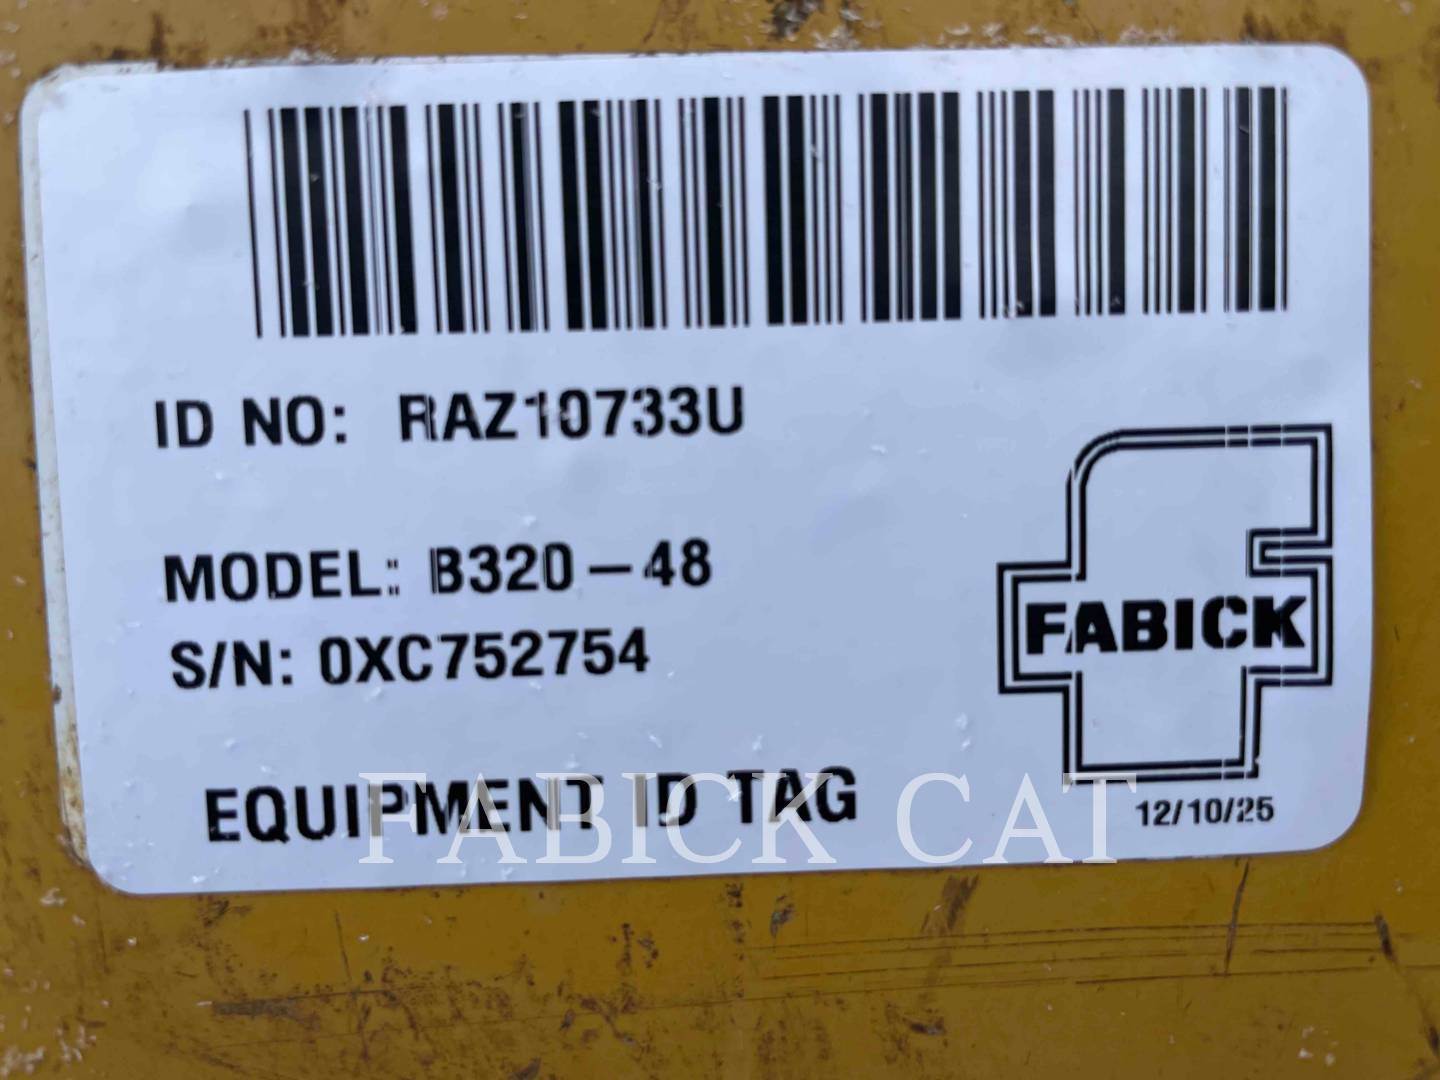 ID NO: RAZ10733U
MODEL: B320-48
S/N: 0XC752754
FABICK
EQUIPMENT ID TAG
12/10/25
FABICK CAT